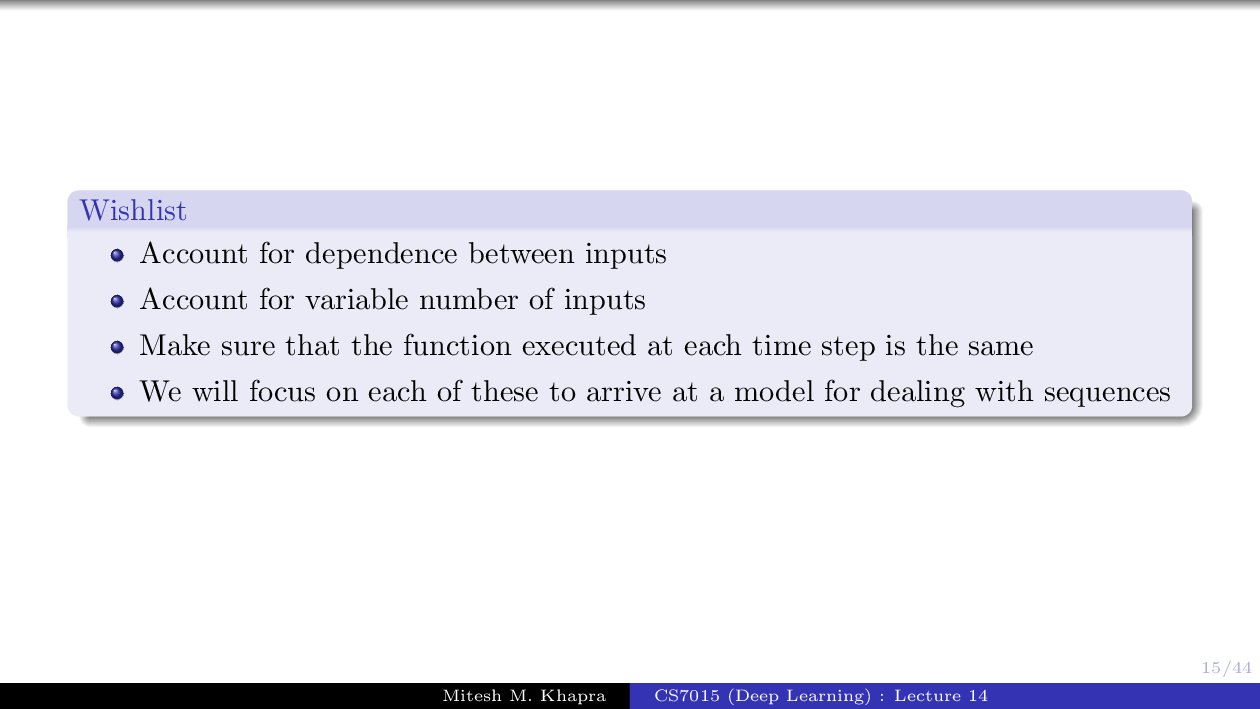 Wishlist
Account for dependence between inputs
Account for variable number of inputs
Make sure that the function executed at each time step is the same
We will focus on each of these to arrive at a model for dealing with sequences
15/44
Mitesh M. Khapra
CS7015 (Deep Learning) : Lecture 14